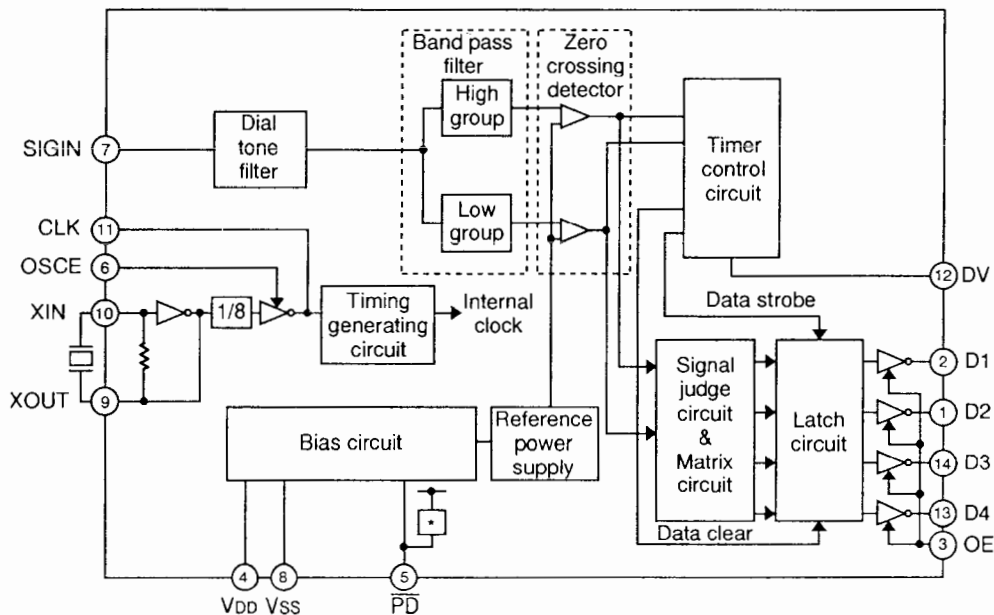 Band pass
filter
Zero
crossing
detector
High
group
Low
group
Dial
tone
filter
Timer
control
circuit
SIGIN 7
CLK 11
OSCE 6
XIN 10
XOUT 9
1/8
Timing
generating
circuit
Internal
clock
12 DV
Data strobe
Signal
judge
circuit
&
Matrix
circuit
Latch
circuit
2 D1
1 D2
14 D3
13 D4
3 OE
Bias circuit
Reference
power
supply
*
Data clear
4
8
5
VDD
VSS
P̅D̅